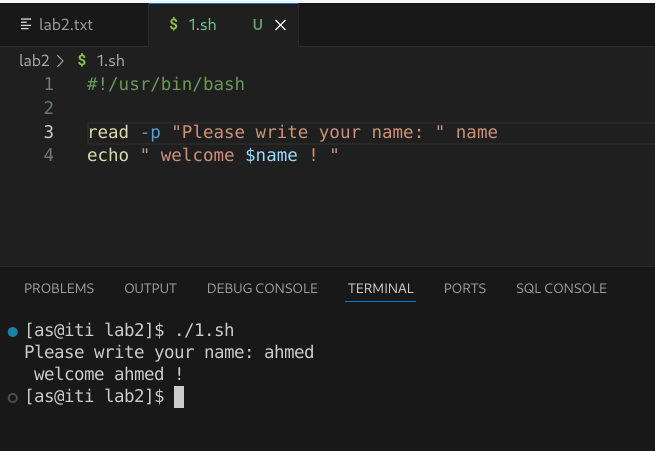 lab2.txt $ 1.sh U
lab2 > $ 1.sh
1 #!/usr/bin/bash
2
3 read -p "Please write your name: " name
4 echo " welcome $name ! "
PROBLEMS OUTPUT DEBUG CONSOLE TERMINAL PORTS SQL CONSOLE
[as@iti lab2]$ ./1.sh
Please write your name: ahmed
 welcome ahmed !
[as@iti lab2]$